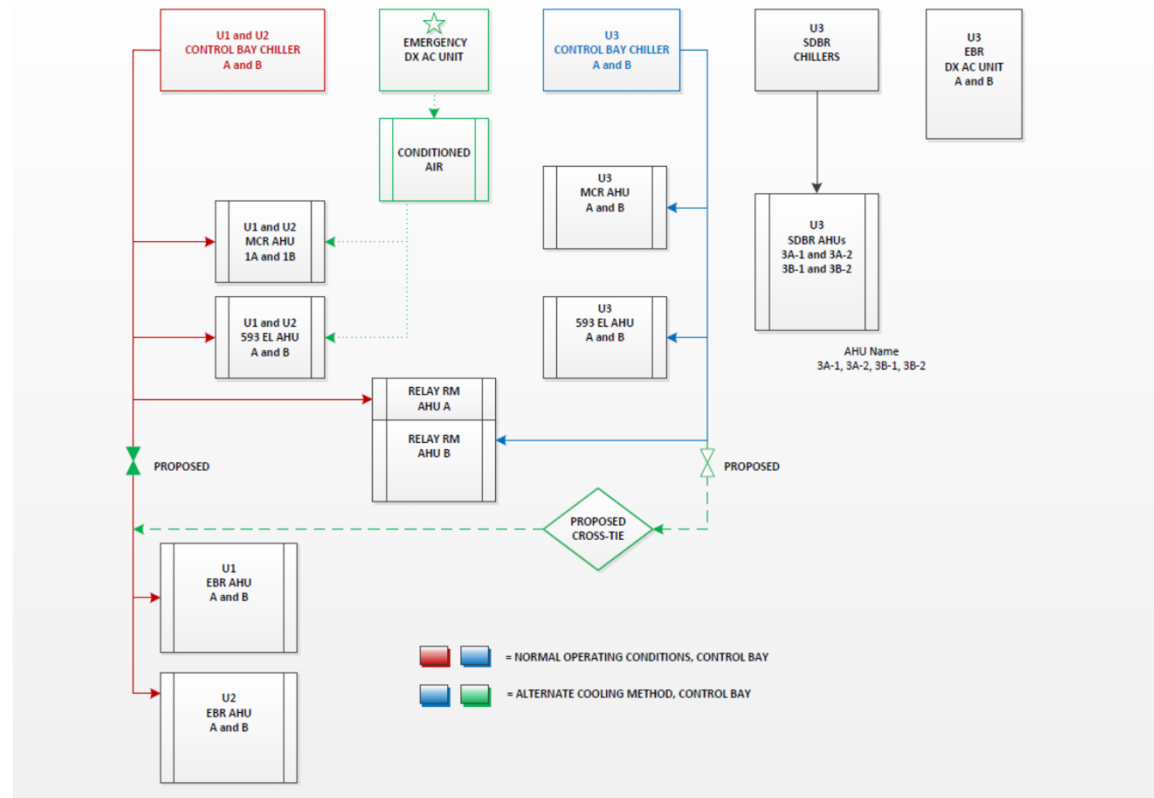 U1 and U2
CONTROL BAY CHILLER
A and B
EMERGENCY
DX AC UNIT
U3
CONTROL BAY CHILLER
A and B
U3
SDBR
CHILLERS
U3
EBR
DX AC UNIT
A and B
CONDITIONED
AIR
U1 and U2
MCR AHU
1A and 1B
U3
MCR AHU
A and B
U3
SDBR AHUs
3A-1 and 3A-2
3B-1 and 3B-2
U1 and U2
593 EL AHU
A and B
U3
593 EL AHU
A and B
AHU Name
3A-1, 3A-2, 3B-1, 3B-2
RELAY RM
AHU A
RELAY RM
AHU B
PROPOSED
PROPOSED
PROPOSED
CROSS-TIE
U1
EBR AHU
A and B
= NORMAL OPERATING CONDITIONS, CONTROL BAY
= ALTERNATE COOLING METHOD, CONTROL BAY
U2
EBR AHU
A and B